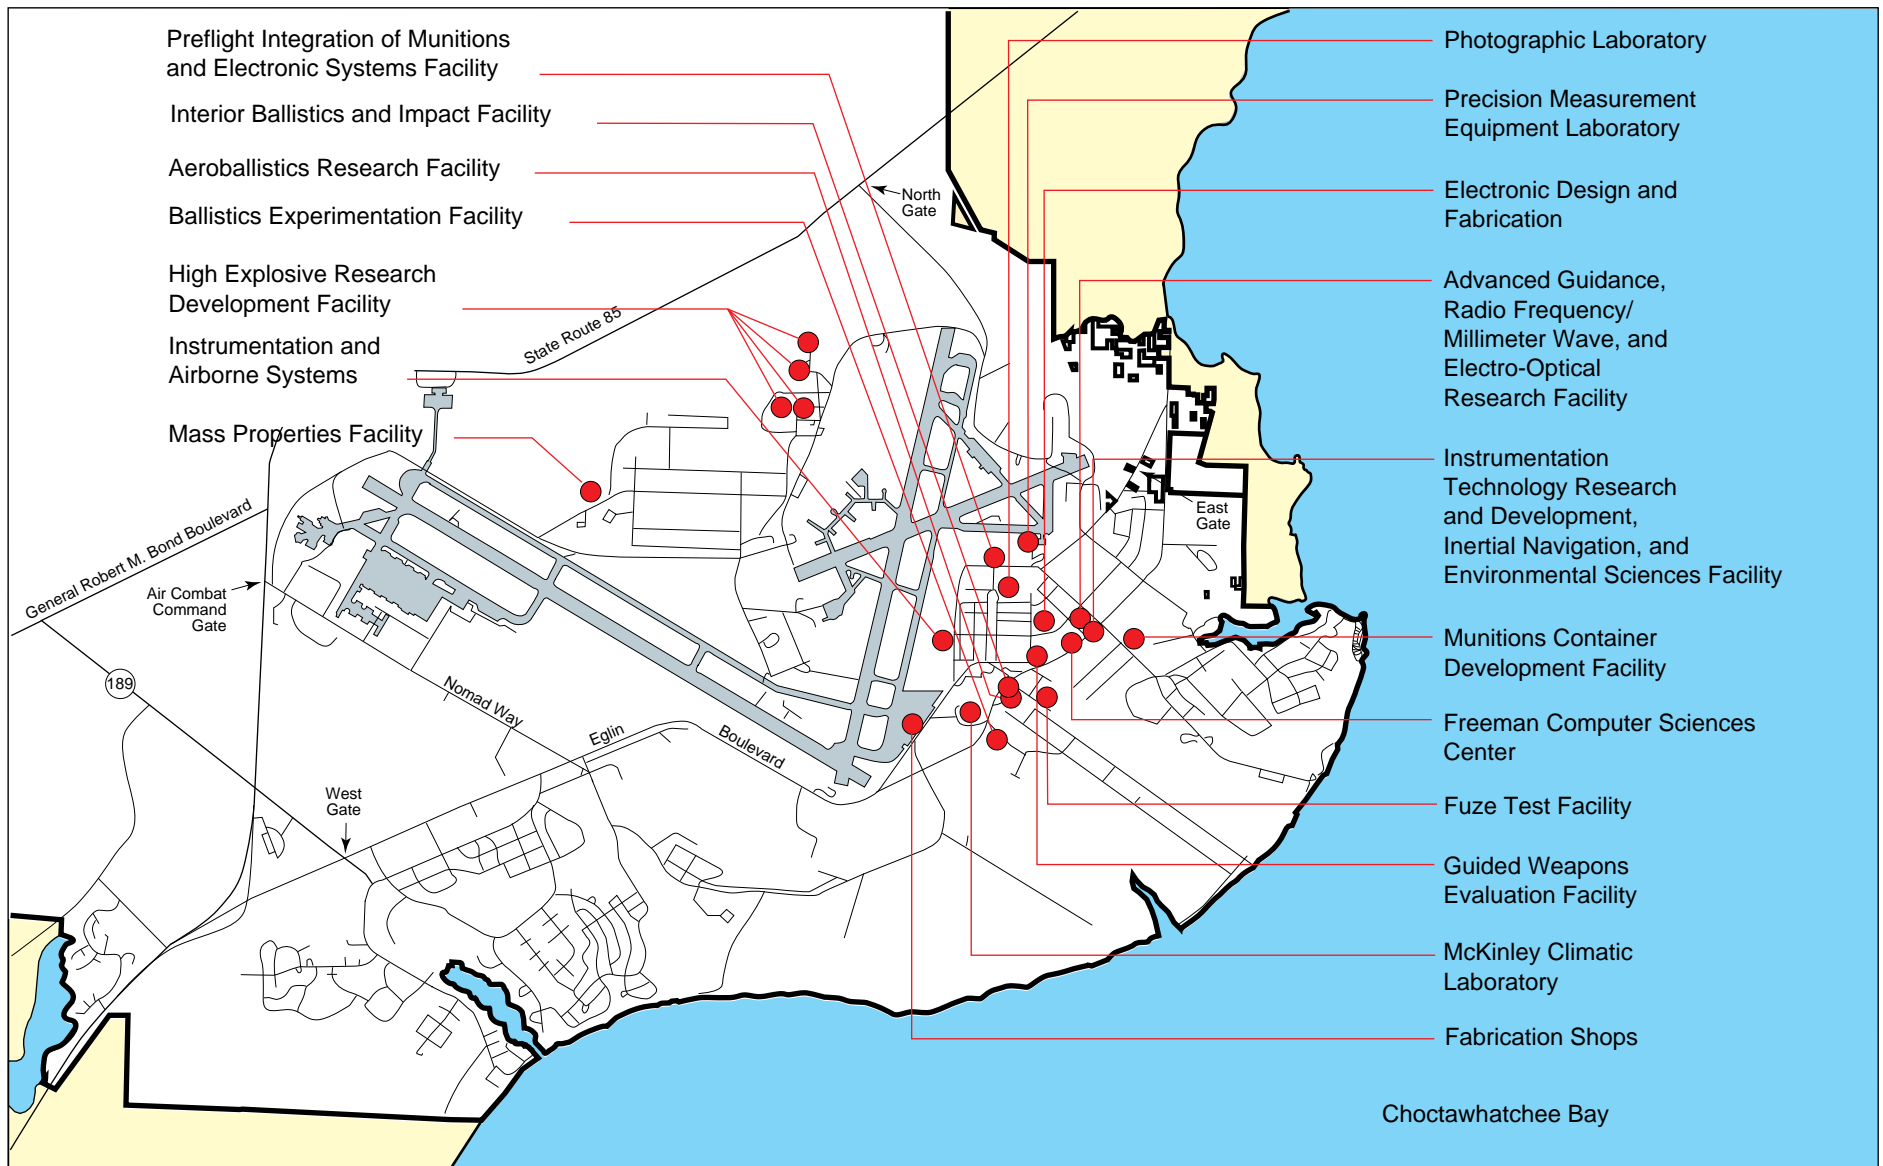 Preflight Integration of Munitions
and Electronic Systems Facility
Interior Ballistics and Impact Facility
Aeroballistics Research Facility
Ballistics Experimentation Facility
High Explosive Research
Development Facility
Instrumentation and
Airborne Systems
Mass Properties Facility
Photographic Laboratory
Precision Measurement
Equipment Laboratory
Electronic Design and
Fabrication
Advanced Guidance,
Radio Frequency/
Millimeter Wave, and
Electro-Optical
Research Facility
Instrumentation
Technology Research
and Development,
Inertial Navigation, and
Environmental Sciences Facility
Munitions Container
Development Facility
Freeman Computer Sciences
Center
Fuze Test Facility
Guided Weapons
Evaluation Facility
McKinley Climatic
Laboratory
Fabrication Shops
Choctawhatchee Bay
North
Gate
State Route 85
East
Gate
General Robert M. Bond Boulevard
Air Combat
Command
Gate
189
Nomad Way
Eglin
Boulevard
West
Gate